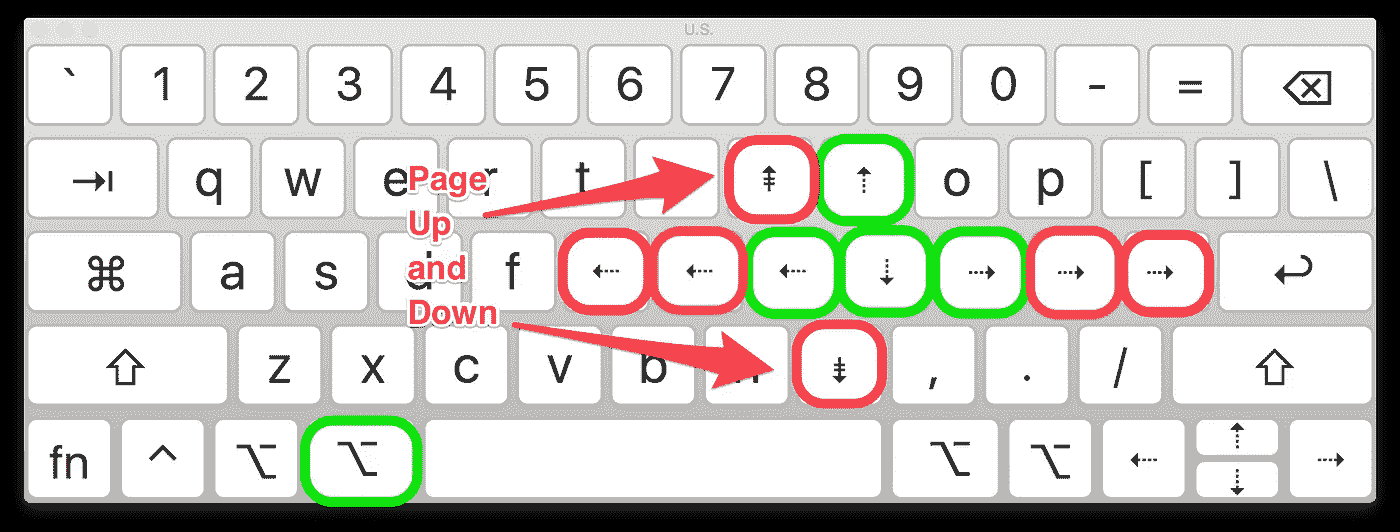 U.S.
` 1 2 3 4 5 6 7 8 9 0 - = ⌫
⇥ q w e r t ⇞ ⇡ o p [ ] \
Page
Up
and
Down
⌘ a s d f ⇠ ⇠ ⇠ ⇣ ⇢ ⇢ ⇢ ↩
⇧ z x c v b n ⇟ , . / ⇧
fn ^ ⌥ ⌥ ⌥ ⌥ ⇠ ⇡ ⇣ ⇢